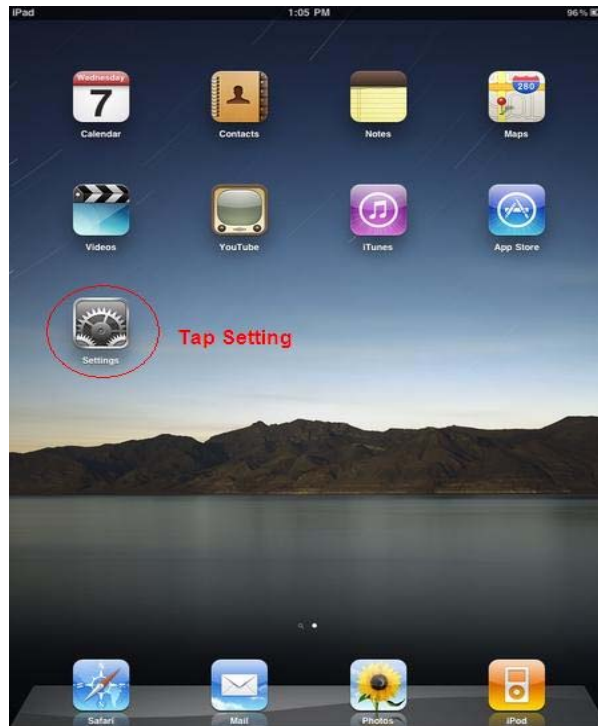 iPad 1:05 PM 96 %
Wednesday
7
280
Calendar Contacts Notes Maps
Videos YouTube iTunes App Store
Tap Setting
Settings
Safari Mail Photos iPod